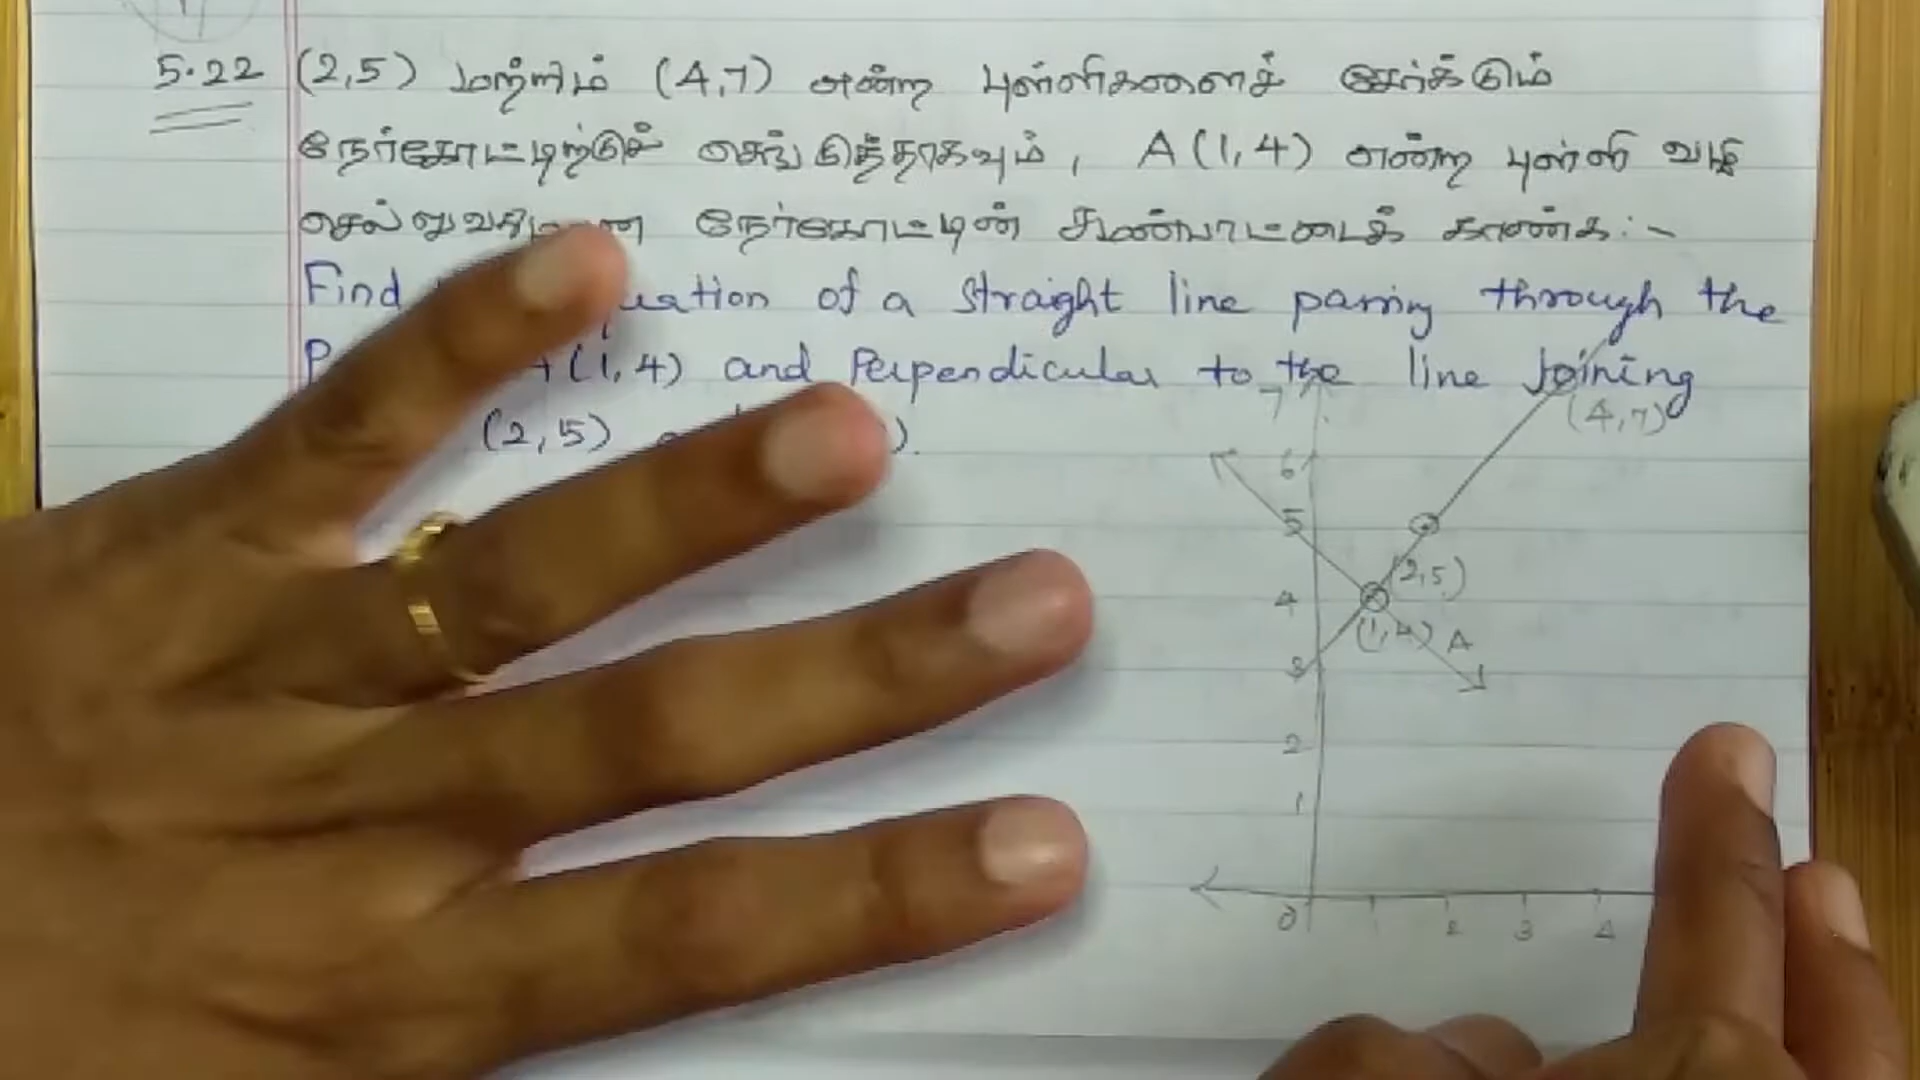 5.22 (2,5) மற்றும் (4,7) என்ற புள்ளிகளைச் சேர்க்கும்
நேர்கோட்டிற்குச் செங்குத்தாகவும், A(1,4) என்ற புள்ளி வழி
நேர்கோட்டின் சமன்பாட்டைக் காண்க:-
Find of a straight line passing through the
(1,4) and Perpendicular to the line joining
(2,5)
7
(4,7)
6
5
(2,5)
4
(1,4) A
3
2
1
0 2 3 4